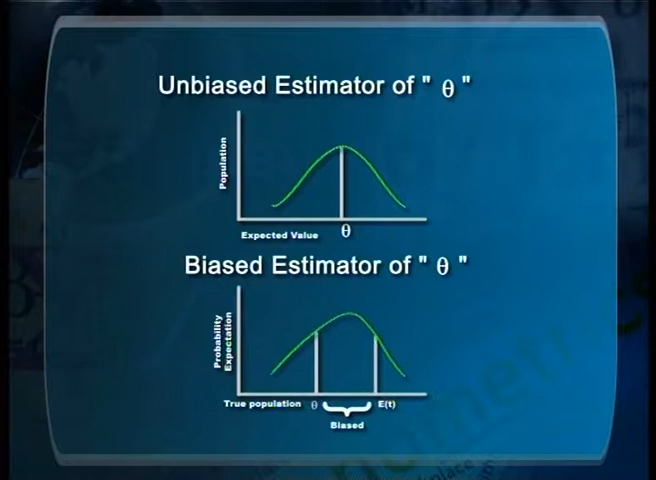 Unbiased Estimator of " θ "
Population
Expected Value
θ
Biased Estimator of " θ "
Probability
Expectation
True population
θ
E(t)
Biased